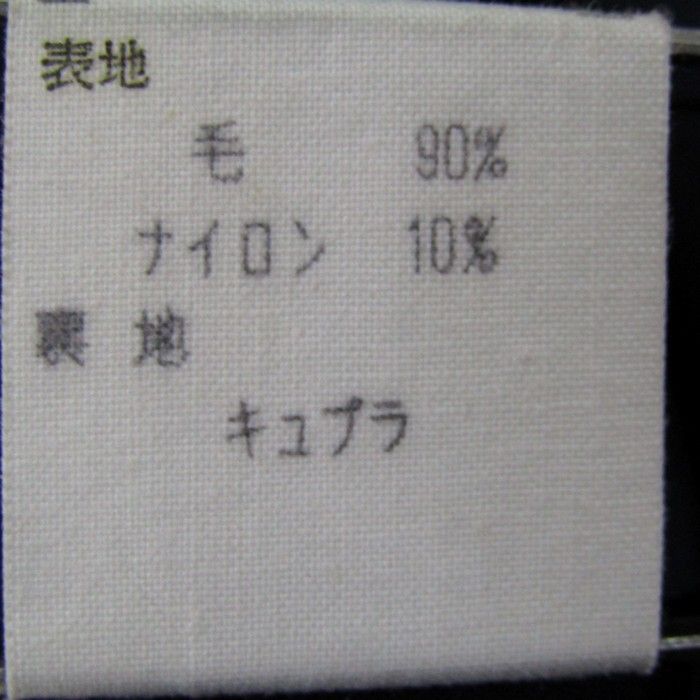 表地
毛 90%
ナイロン 10%
裏地
キュプラ